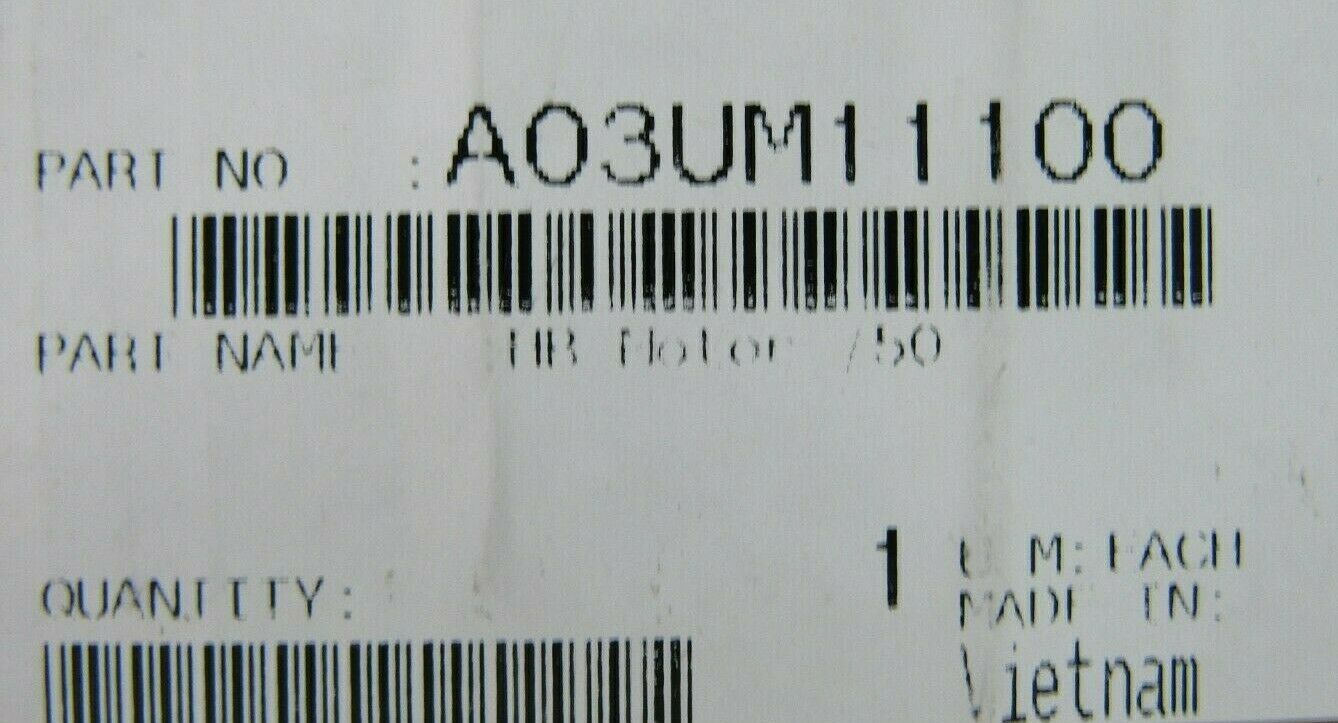 PART NO : A03UM11100
PART NAME HB Motor /50
QUANTITY: 1 U M: EACH
MADE IN:
Vietnam